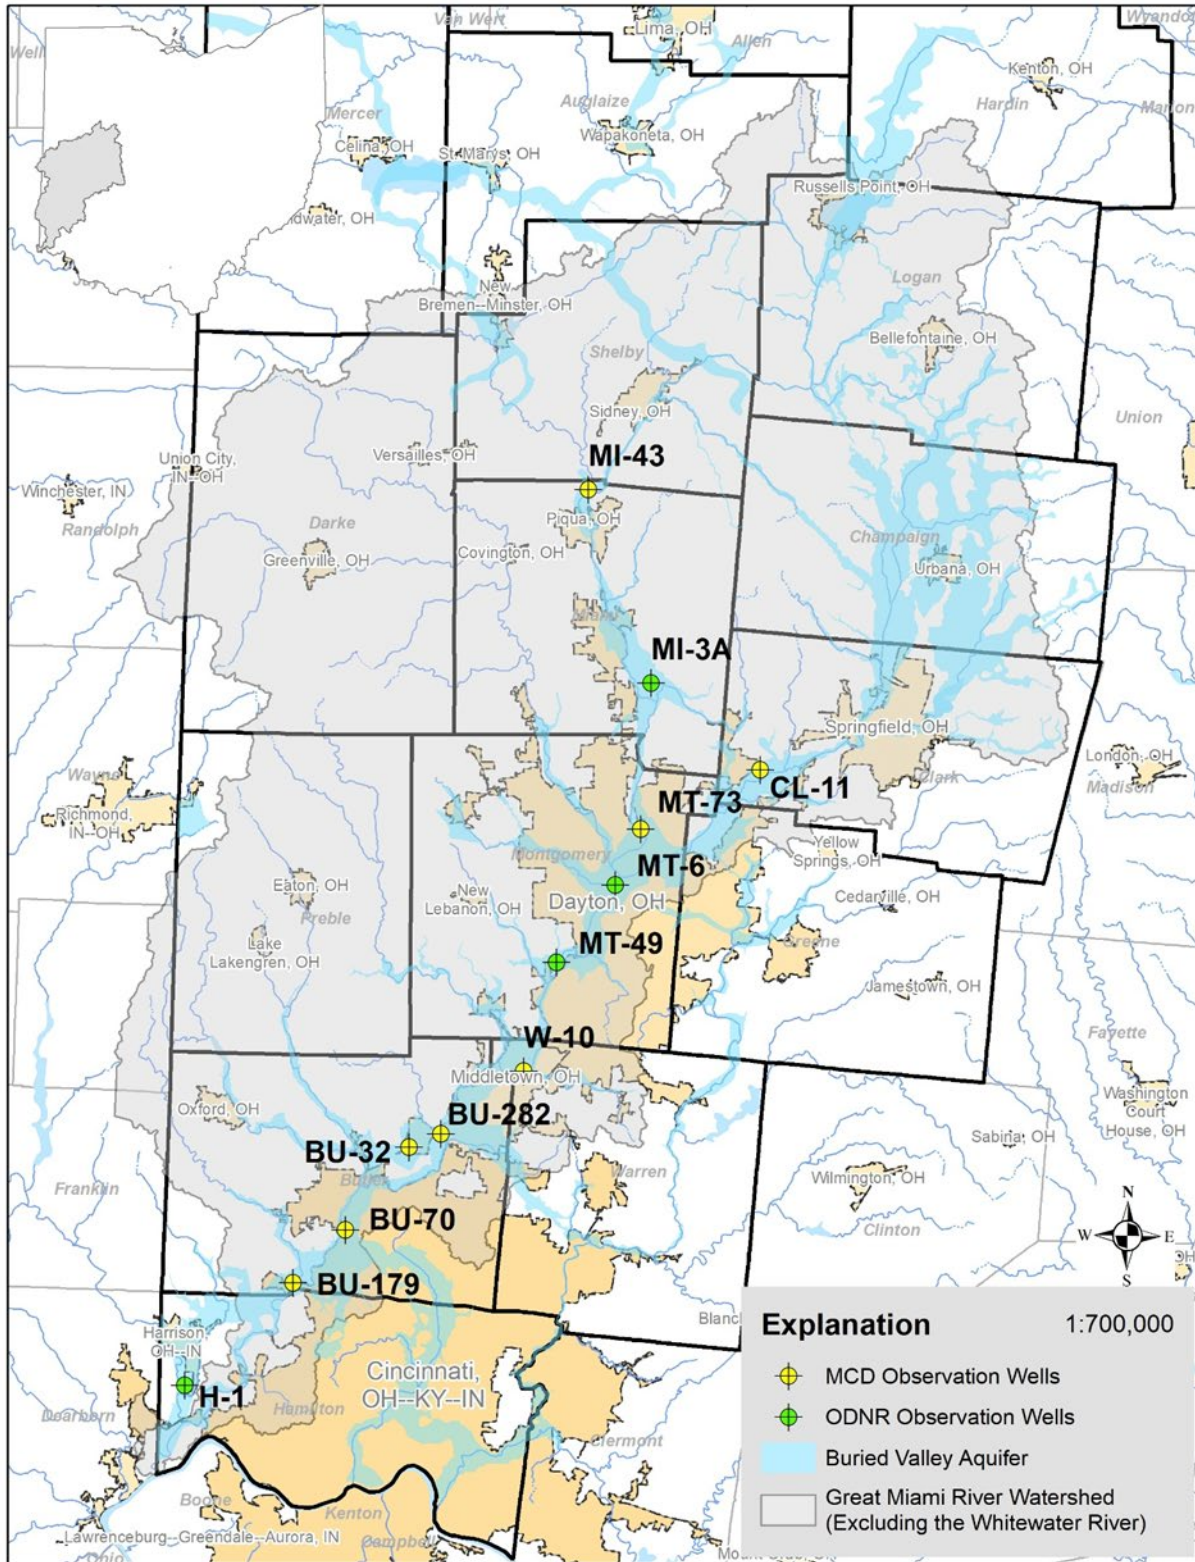 Van Wert
Wyandot
Well
Lima, OH
Allen
Kenton, OH
Hardin
Marion
Mercer
Auglaize
Wapakoneta, OH
Celina, OH
St. Marys, OH
Russells Point, OH
dwater, OH
Logan
New
Bremen--Minster, OH
Bellefontaine, OH
Shelby
Sidney, OH
Union
MI-43
Versailles, OH
Union City,
IN--OH
Winchester, IN
Randolph
Darke
Piqua, OH
Champaign
Greenville, OH
Covington, OH
Urbana, OH
Miami
MI-3A
Springfield, OH
London, OH
Madison
Wayne
Richmond,
IN--OH
CL-11
Clark
MT-73
Yellow
Springs, OH
Montgomery
MT-6
Eaton, OH
Preble
New
Lebanon, OH
Dayton, OH
Cedarville, OH
Greene
Lake
Lakengren, OH
MT-49
Jamestown, OH
Fayette
W-10
Middletown, OH
Oxford, OH
Washington
Court
House, OH
BU-282
Sabina, OH
BU-32
Butler
Warren
Wilmington, OH
Franklin
Clinton
BU-70
N
W
E
S
OH
BU-179
Blanc
Harrison,
OH--IN
Cincinnati,
OH--KY--IN
H-1
Hamilton
Dearborn
Clermont
Boone
Kenton
Campbell
Lawrenceburg--Greendale--Aurora, IN
Ohio
Explanation 1:700,000
MCD Observation Wells
ODNR Observation Wells
Buried Valley Aquifer
Great Miami River Watershed
(Excluding the Whitewater River)